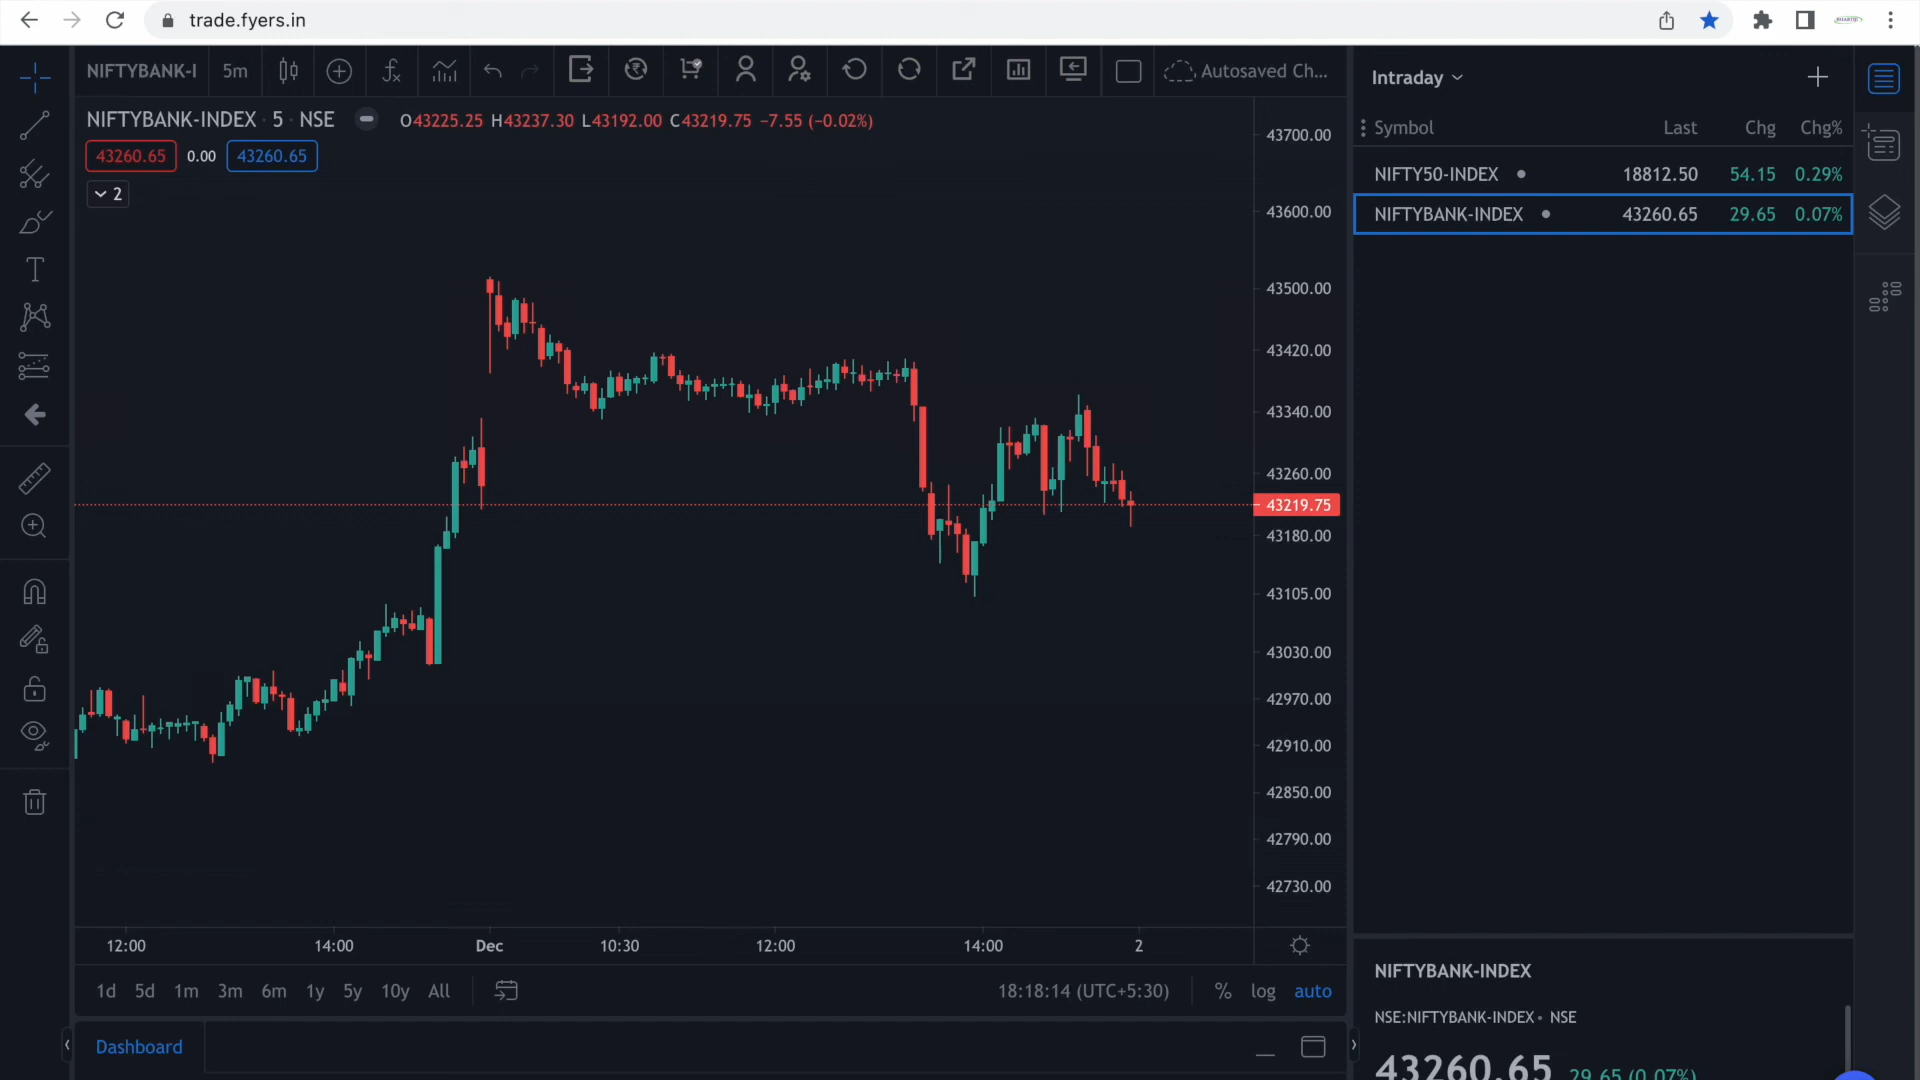 trade.fyers.in
NIFTYBANK-I 5m Autosaved Ch...
NIFTYBANK-INDEX · 5 · NSE O43225.25 H43237.30 L43192.00 C43219.75 −7.55 (−0.02%)
43260.65 0.00 43260.65
2
43700.00
43600.00
43500.00
43420.00
43340.00
43260.00
43219.75
43180.00
43105.00
43030.00
42970.00
42910.00
42850.00
42790.00
42730.00
12:00 14:00 Dec 10:30 12:00 14:00 2
1d 5d 1m 3m 6m 1y 5y 10y All 18:18:14 (UTC+5:30) % log auto
Dashboard
Intraday
Symbol Last Chg Chg%
NIFTY50-INDEX 18812.50 54.15 0.29%
NIFTYBANK-INDEX 43260.65 29.65 0.07%
NIFTYBANK-INDEX
NSE:NIFTYBANK-INDEX • NSE
43260.65 29.65 (0.07%)